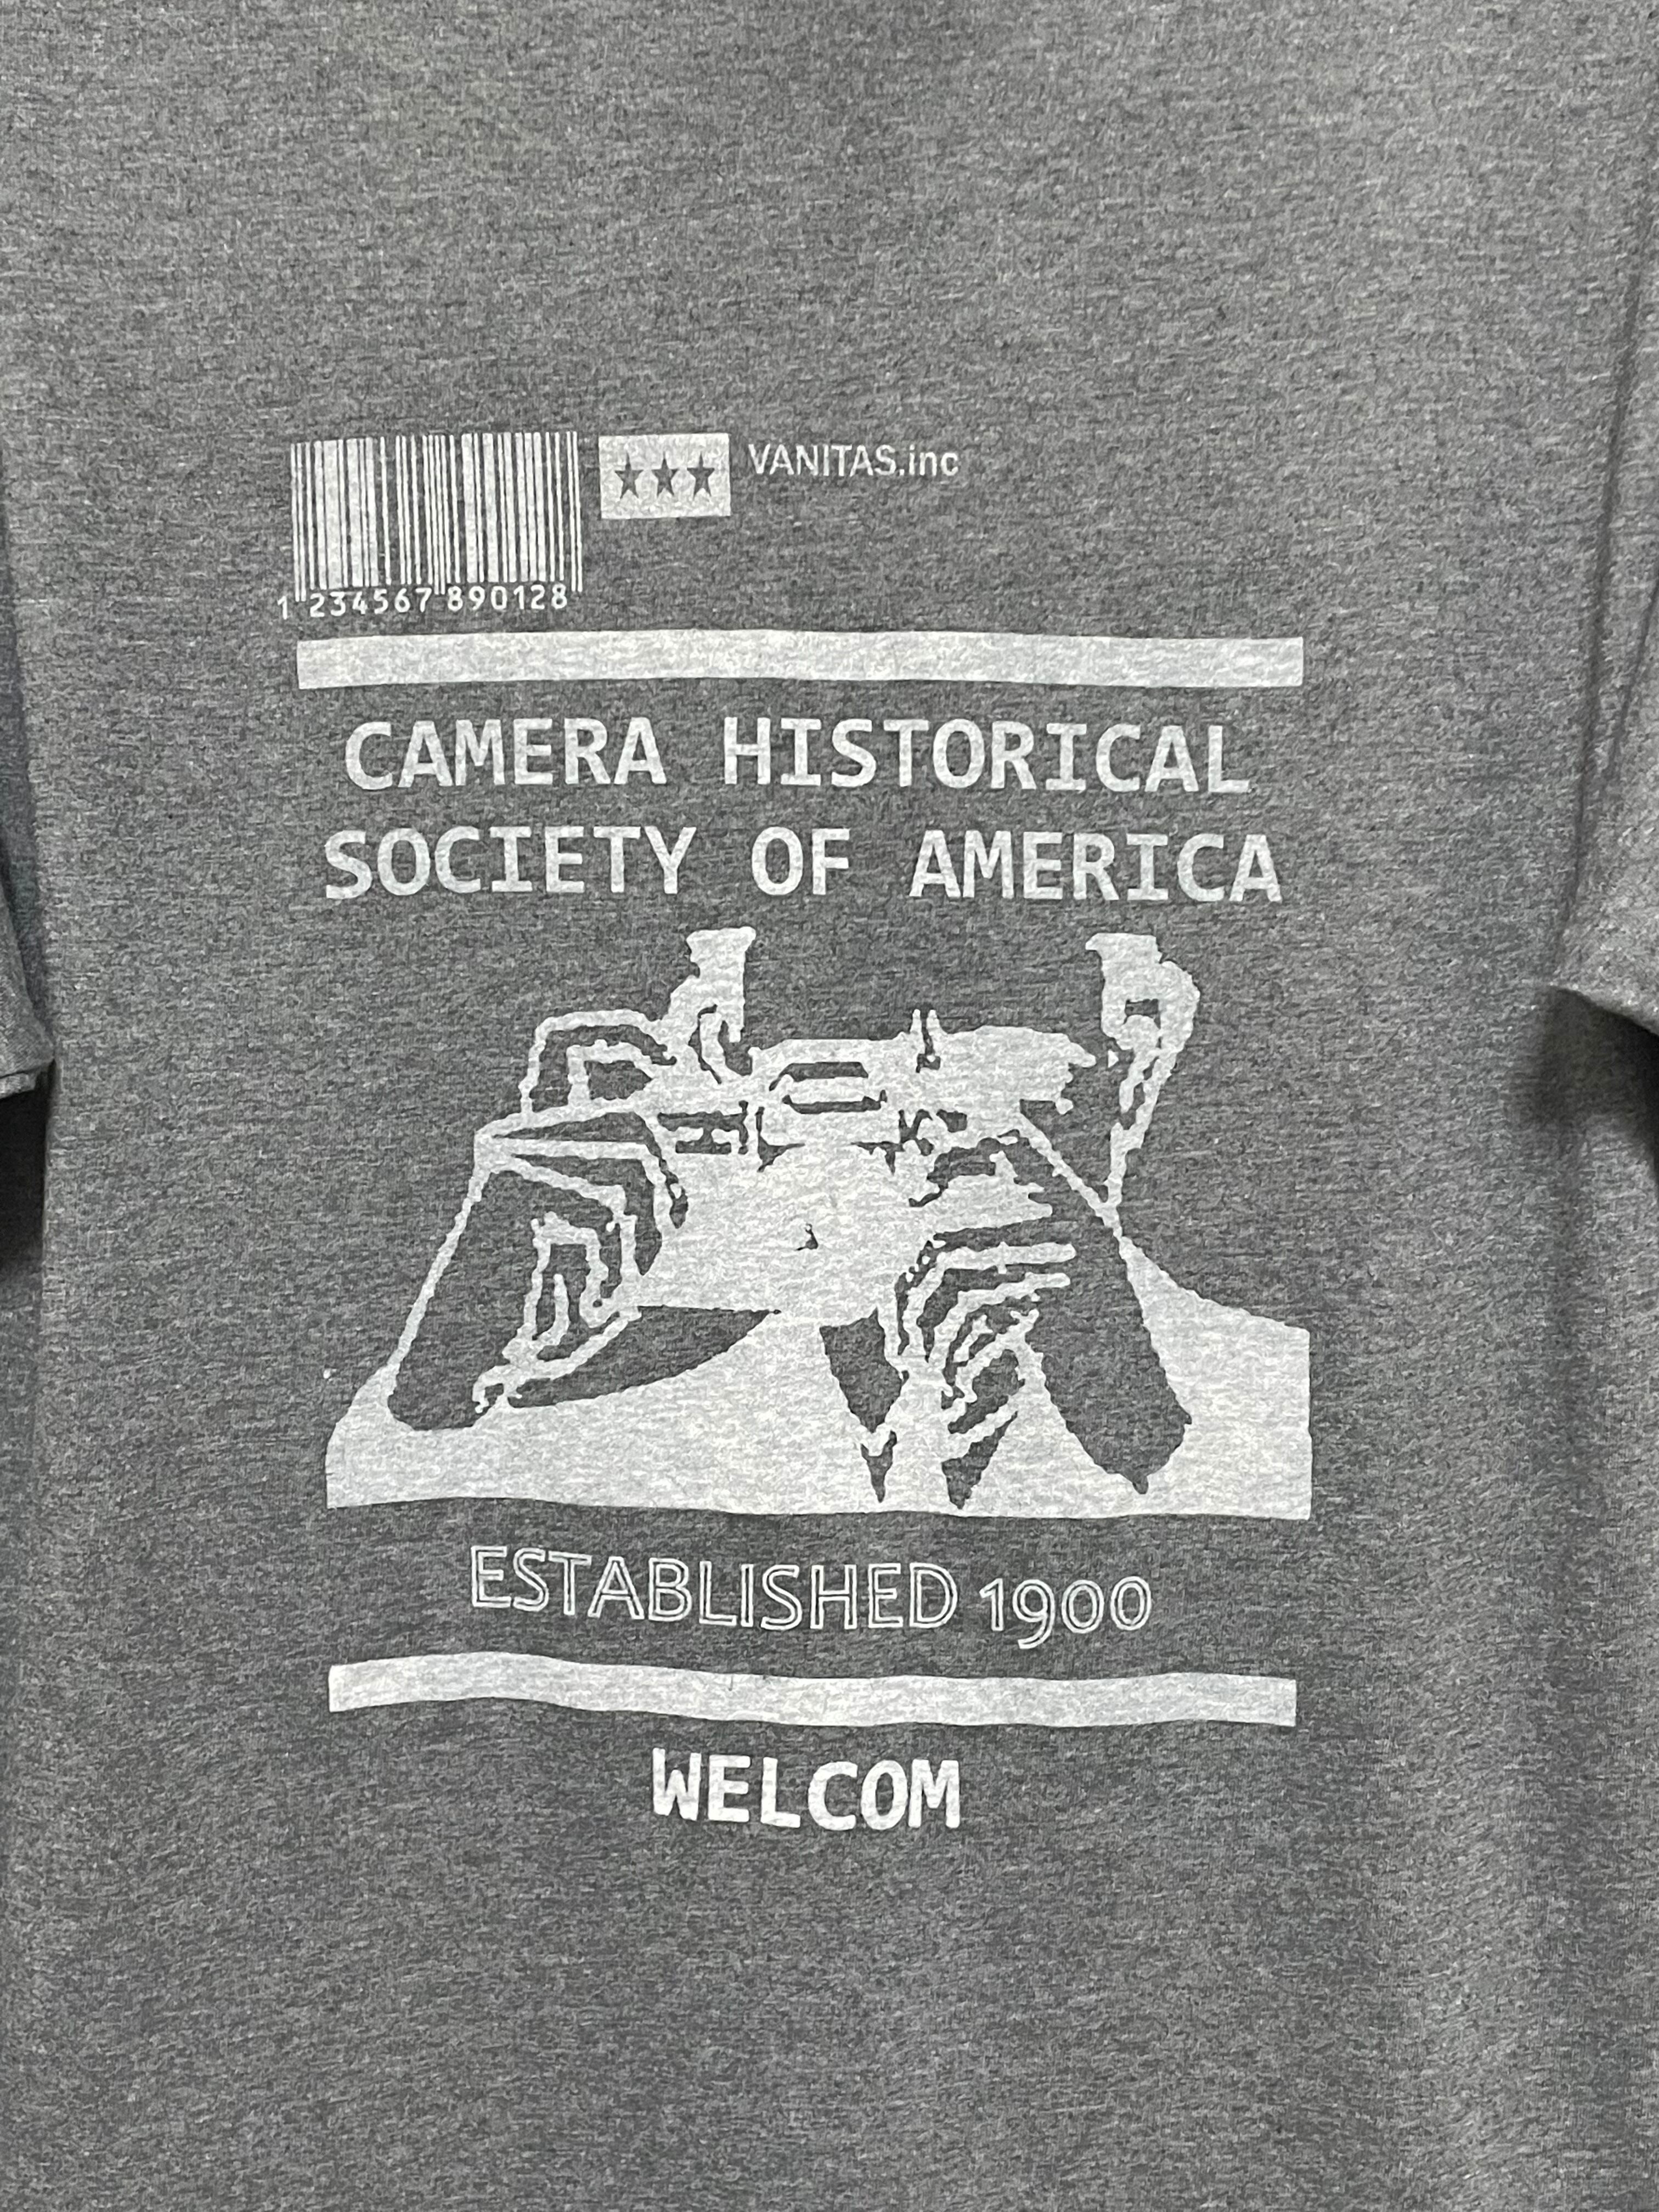 VANITAS.inc
1 234567 890128
CAMERA HISTORICAL
SOCIETY OF AMERICA
ESTABLISHED 1900
WELCOM